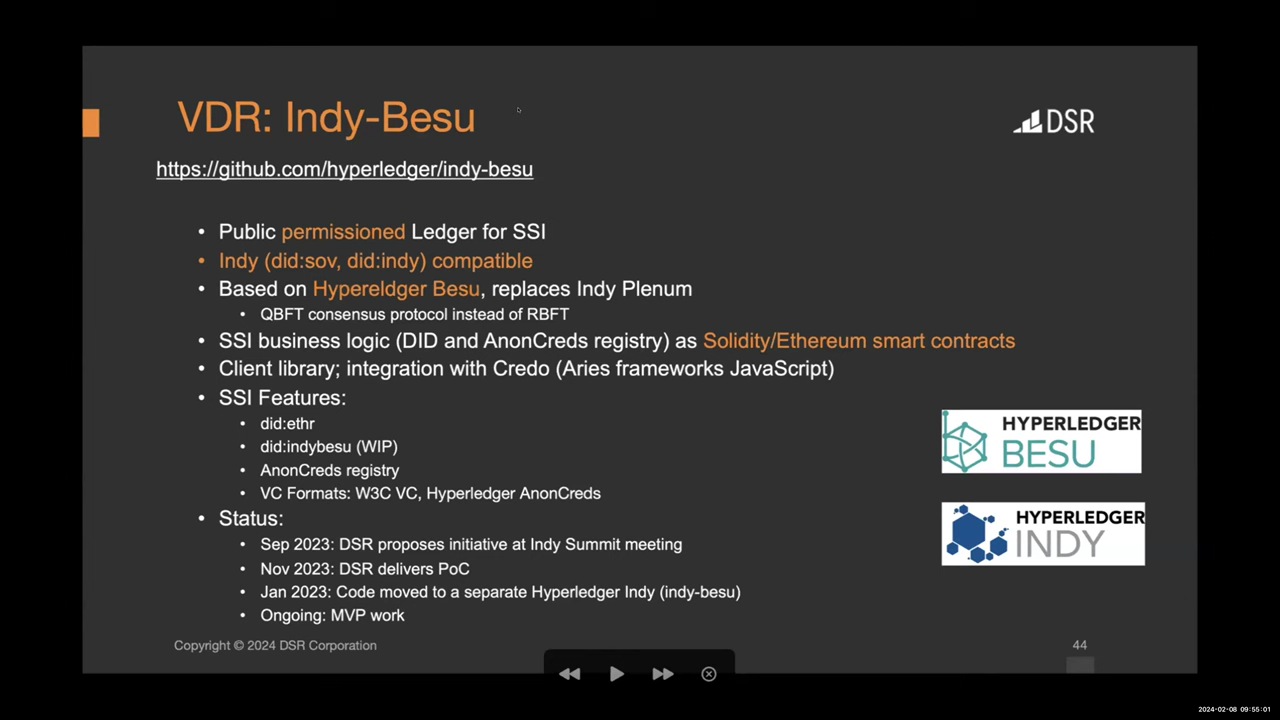 VDR: Indy-Besu
DSR
https://github.com/hyperledger/indy-besu
• Public permissioned Ledger for SSI
• Indy (did:sov, did:indy) compatible
• Based on Hypereldger Besu, replaces Indy Plenum
• QBFT consensus protocol instead of RBFT
• SSI business logic (DID and AnonCreds registry) as Solidity/Ethereum smart contracts
• Client library; integration with Credo (Aries frameworks JavaScript)
• SSI Features:
• did:ethr
• did:indybesu (WIP)
• AnonCreds registry
• VC Formats: W3C VC, Hyperledger AnonCreds
• Status:
• Sep 2023: DSR proposes initiative at Indy Summit meeting
• Nov 2023: DSR delivers PoC
• Jan 2023: Code moved to a separate Hyperledger Indy (indy-besu)
• Ongoing: MVP work
HYPERLEDGER
BESU
HYPERLEDGER
INDY
Copyright © 2024 DSR Corporation
44
2024-02-08 09:55:01